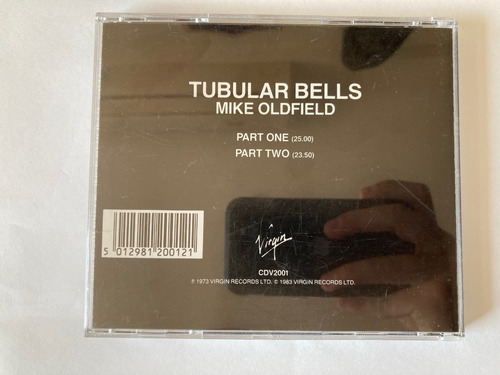 TUBULAR BELLS
MIKE OLDFIELD
PART ONE (25.00)
PART TWO (23.50)
5 012981 200121
Virgin
CDV2001
℗ 1973 VIRGIN RECORDS LTD. © 1983 VIRGIN RECORDS LTD.